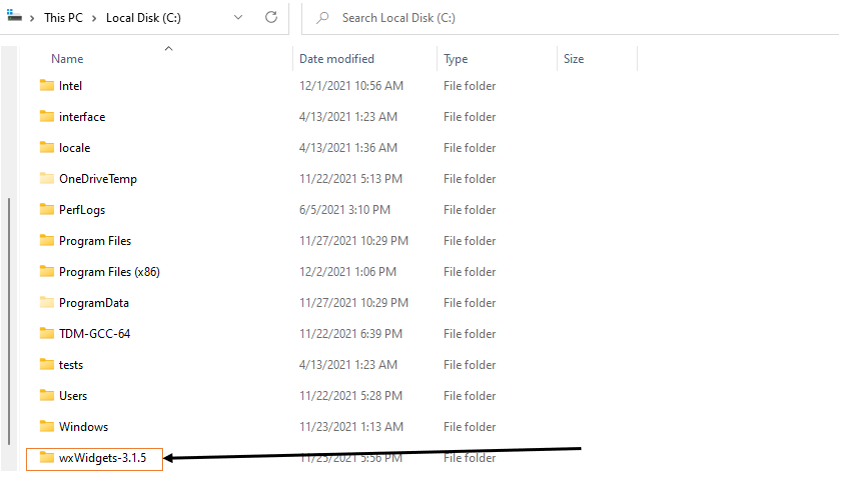 This PC > Local Disk (C:) Search Local Disk (C:)
Name Date modified Type Size
Intel 12/1/2021 10:56 AM File folder
interface 4/13/2021 1:23 AM File folder
locale 4/13/2021 1:36 AM File folder
OneDriveTemp 11/22/2021 5:13 PM File folder
PerfLogs 6/5/2021 3:10 PM File folder
Program Files 11/27/2021 10:29 PM File folder
Program Files (x86) 12/2/2021 1:06 PM File folder
ProgramData 11/27/2021 10:29 PM File folder
TDM-GCC-64 11/22/2021 6:39 PM File folder
tests 4/13/2021 1:23 AM File folder
Users 11/22/2021 5:28 PM File folder
Windows 11/23/2021 1:13 AM File folder
wxWidgets-3.1.5 11/25/2021 5:56 PM File folder